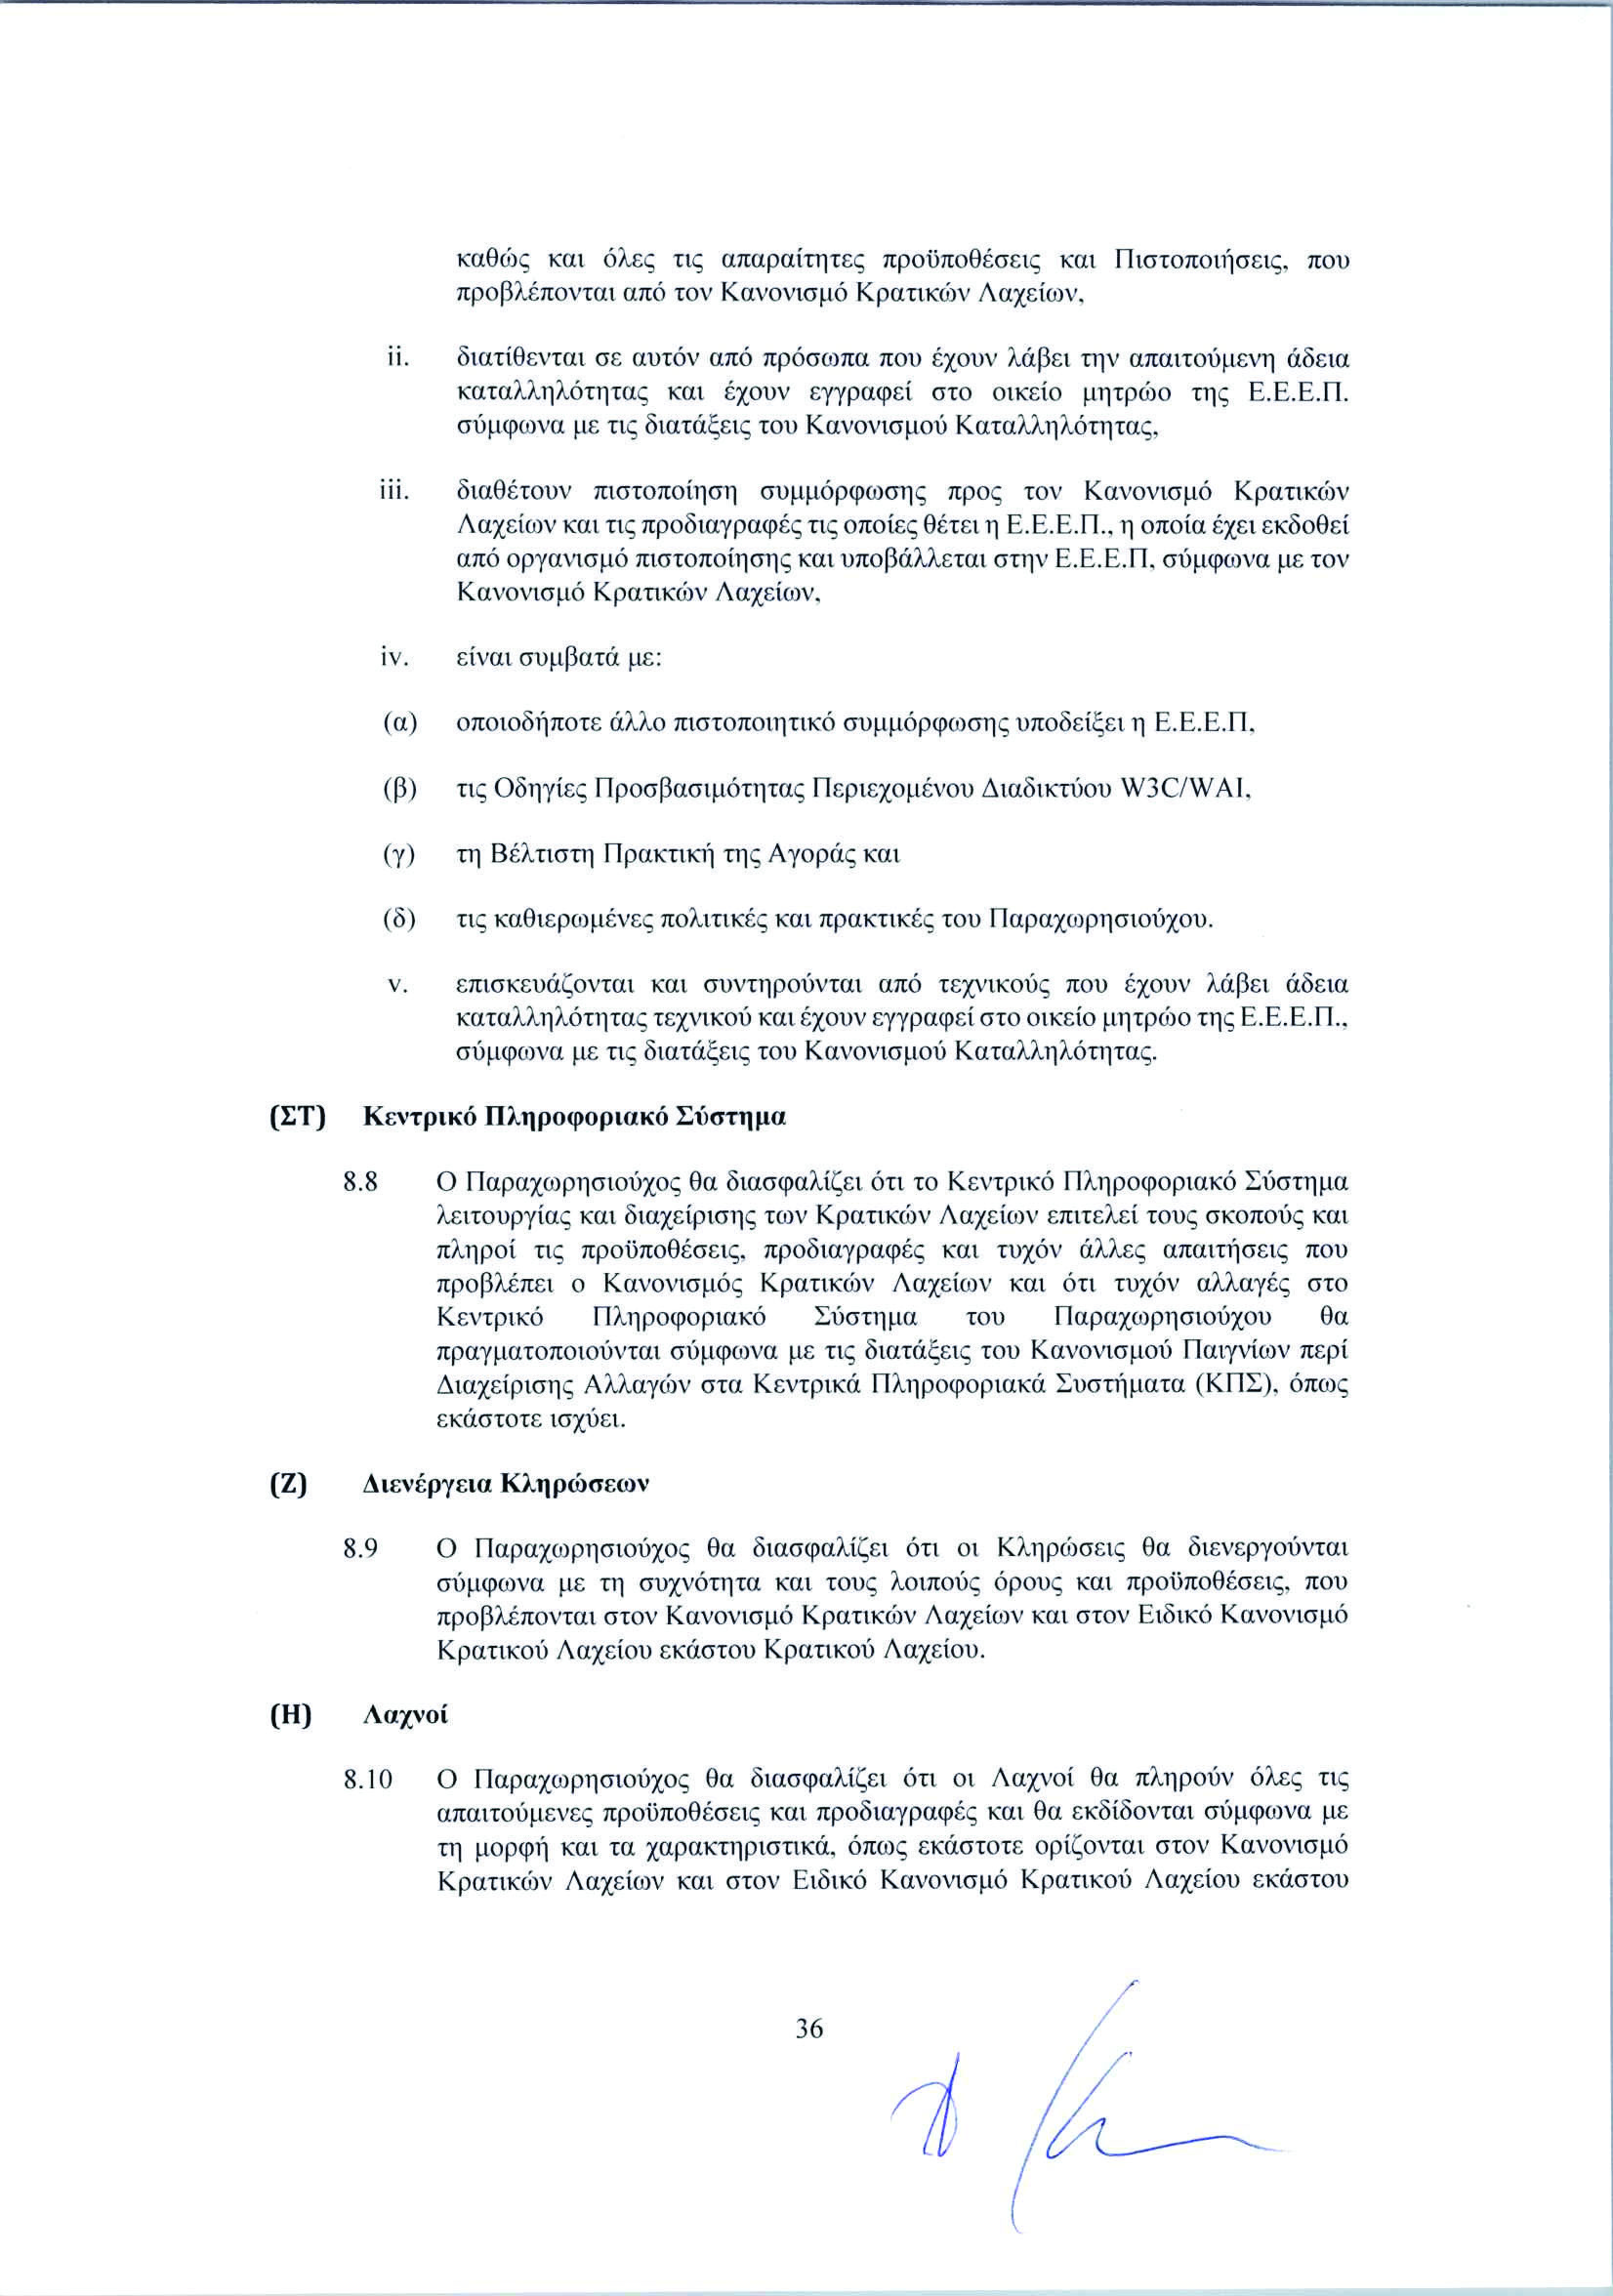 καθώς και όλες τις απαραίτητες προϋποθέσεις και Πιστοποιήσεις, που
προβλέπονται από τον Κανονισμό Κρατικών Λαχείων,
ii. διατίθενται σε αυτόν από πρόσωπα που έχουν λάβει την απαιτούμενη άδεια
καταλληλότητας και έχουν εγγραφεί στο οικείο μητρώο της Ε.Ε.Ε.Π.
σύμφωνα με τις διατάξεις του Κανονισμού Καταλληλότητας,
iii. διαθέτουν πιστοποίηση συμμόρφωσης προς τον Κανονισμό Κρατικών
Λαχείων και τις προδιαγραφές τις οποίες θέτει η Ε.Ε.Ε.Π., η οποία έχει εκδοθεί
από οργανισμό πιστοποίησης και υποβάλλεται στην Ε.Ε.Ε.Π, σύμφωνα με τον
Κανονισμό Κρατικών Λαχείων,
iv. είναι συμβατά με:
(α) οποιοδήποτε άλλο πιστοποιητικό συμμόρφωσης υποδείξει η Ε.Ε.Ε.Π,
(β) τις Οδηγίες Προσβασιμότητας Περιεχομένου Διαδικτύου W3C/WAI,
(γ) τη Βέλτιστη Πρακτική της Αγοράς και
(δ) τις καθιερωμένες πολιτικές και πρακτικές του Παραχωρησιούχου.
v. επισκευάζονται και συντηρούνται από τεχνικούς που έχουν λάβει άδεια
καταλληλότητας τεχνικού και έχουν εγγραφεί στο οικείο μητρώο της Ε.Ε.Ε.Π.,
σύμφωνα με τις διατάξεις του Κανονισμού Καταλληλότητας.
(ΣΤ) Κεντρικό Πληροφοριακό Σύστημα
8.8 Ο Παραχωρησιούχος θα διασφαλίζει ότι το Κεντρικό Πληροφοριακό Σύστημα
λειτουργίας και διαχείρισης των Κρατικών Λαχείων επιτελεί τους σκοπούς και
πληροί τις προϋποθέσεις, προδιαγραφές και τυχόν άλλες απαιτήσεις που
προβλέπει ο Κανονισμός Κρατικών Λαχείων και ότι τυχόν αλλαγές στο
Κεντρικό Πληροφοριακό Σύστημα του Παραχωρησιούχου θα
πραγματοποιούνται σύμφωνα με τις διατάξεις του Κανονισμού Παιγνίων περί
Διαχείρισης Αλλαγών στα Κεντρικά Πληροφοριακά Συστήματα (ΚΠΣ), όπως
εκάστοτε ισχύει.
(Ζ) Διενέργεια Κληρώσεων
8.9 Ο Παραχωρησιούχος θα διασφαλίζει ότι οι Κληρώσεις θα διενεργούνται
σύμφωνα με τη συχνότητα και τους λοιπούς όρους και προϋποθέσεις, που
προβλέπονται στον Κανονισμό Κρατικών Λαχείων και στον Ειδικό Κανονισμό
Κρατικού Λαχείου εκάστου Κρατικού Λαχείου.
(Η) Λαχνοί
8.10 Ο Παραχωρησιούχος θα διασφαλίζει ότι οι Λαχνοί θα πληρούν όλες τις
απαιτούμενες προϋποθέσεις και προδιαγραφές και θα εκδίδονται σύμφωνα με
τη μορφή και τα χαρακτηριστικά, όπως εκάστοτε ορίζονται στον Κανονισμό
Κρατικών Λαχείων και στον Ειδικό Κανονισμό Κρατικού Λαχείου εκάστου
36